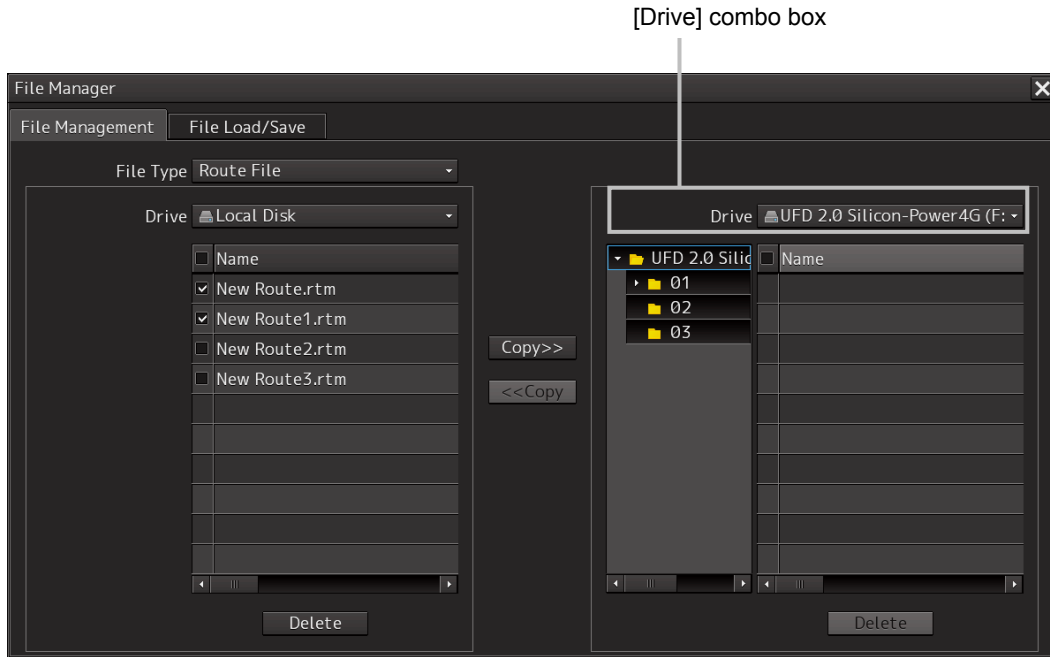 [Drive] combo box
File Manager
File Management
File Load/Save
File Type Route File
Drive Local Disk
Name
New Route.rtm
New Route1.rtm
New Route2.rtm
New Route3.rtm
Delete
Copy>>
<<Copy
Drive UFD 2.0 Silicon-Power4G (F:
UFD 2.0 Silic
01
02
03
Name
Delete